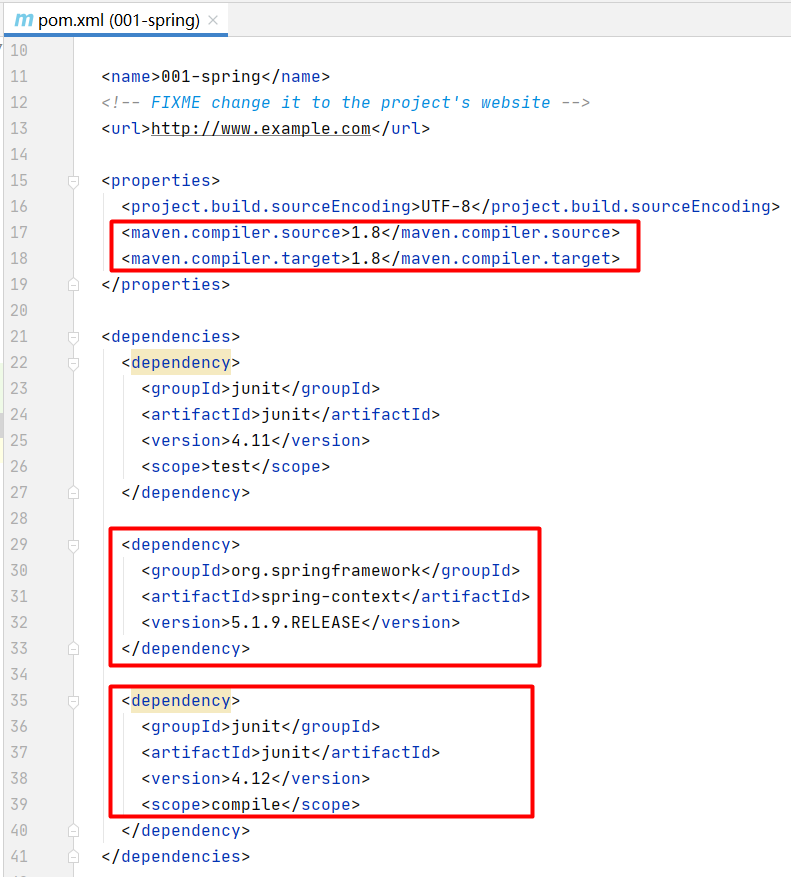 pom.xml (001-spring)
10
11 <name>001-spring</name>
12 <!-- FIXME change it to the project's website -->
13 <url>http://www.example.com</url>
14
15 <properties>
16 <project.build.sourceEncoding>UTF-8</project.build.sourceEncoding>
17 <maven.compiler.source>1.8</maven.compiler.source>
18 <maven.compiler.target>1.8</maven.compiler.target>
19 </properties>
20
21 <dependencies>
22 <dependency>
23 <groupId>junit</groupId>
24 <artifactId>junit</artifactId>
25 <version>4.11</version>
26 <scope>test</scope>
27 </dependency>
28
29 <dependency>
30 <groupId>org.springframework</groupId>
31 <artifactId>spring-context</artifactId>
32 <version>5.1.9.RELEASE</version>
33 </dependency>
34
35 <dependency>
36 <groupId>junit</groupId>
37 <artifactId>junit</artifactId>
38 <version>4.12</version>
39 <scope>compile</scope>
40 </dependency>
41 </dependencies>